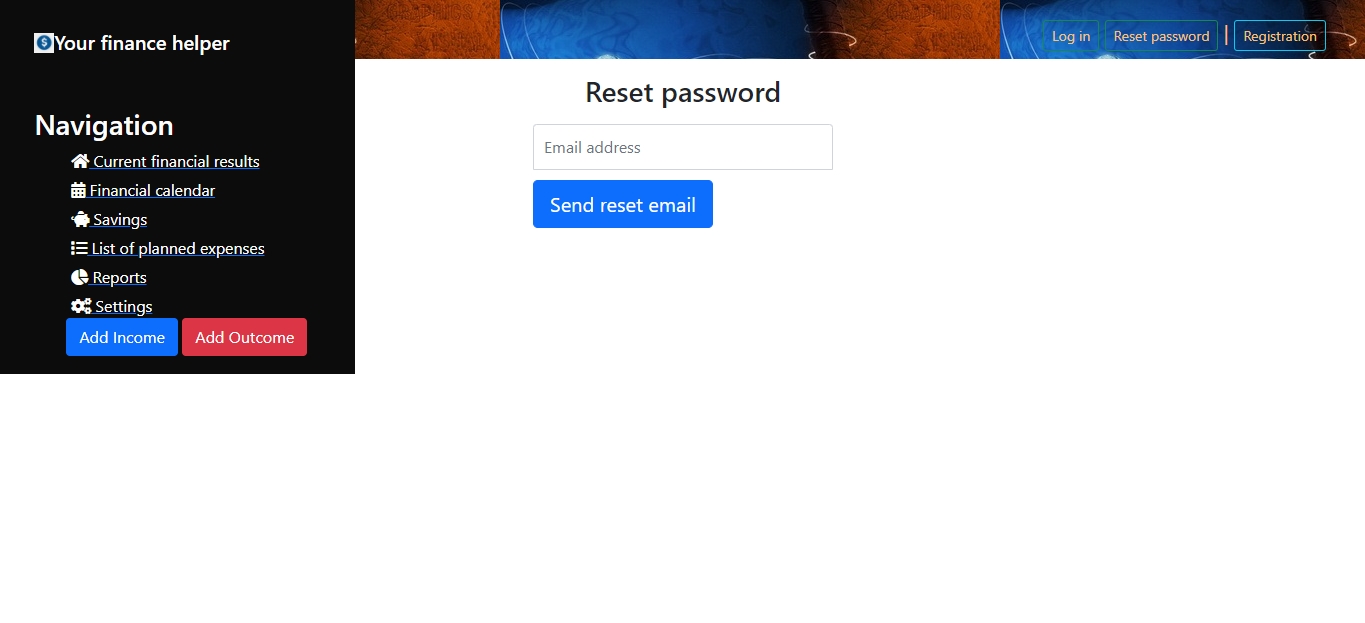 Your finance helper
Log in
Reset password
|
Registration
Navigation
Current financial results
Financial calendar
Savings
List of planned expenses
Reports
Settings
Add Income
Add Outcome
Reset password
Email address
Send reset email